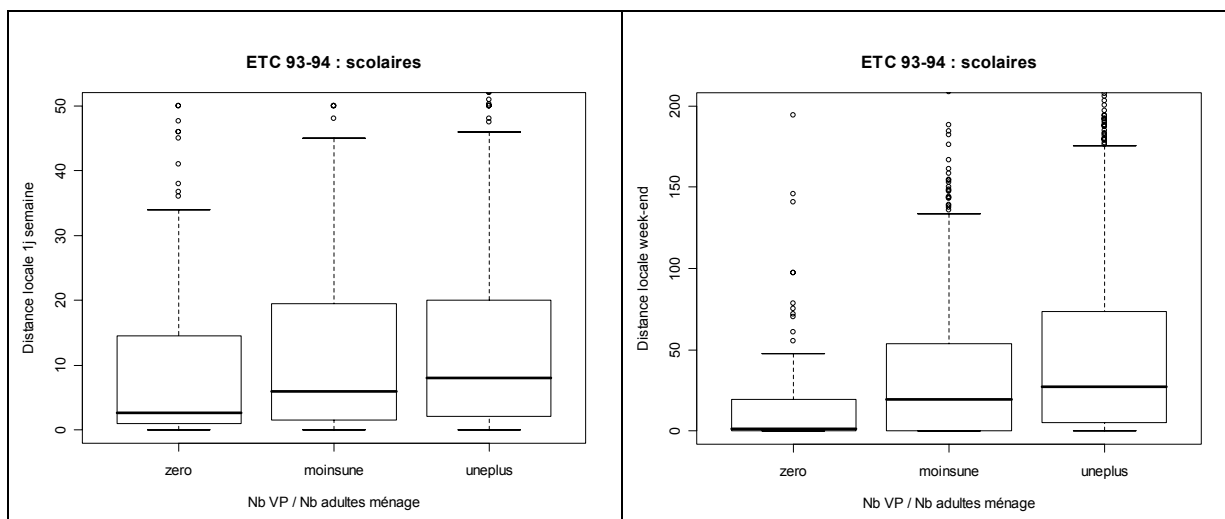 ETC 93-94 : scolaires
Distance locale 1j semaine
50
40
30
20
10
0
zero moinsune uneplus
Nb VP / Nb adultes ménage
ETC 93-94 : scolaires
Distance locale week-end
200
150
100
50
0
zero moinsune uneplus
Nb VP / Nb adultes ménage